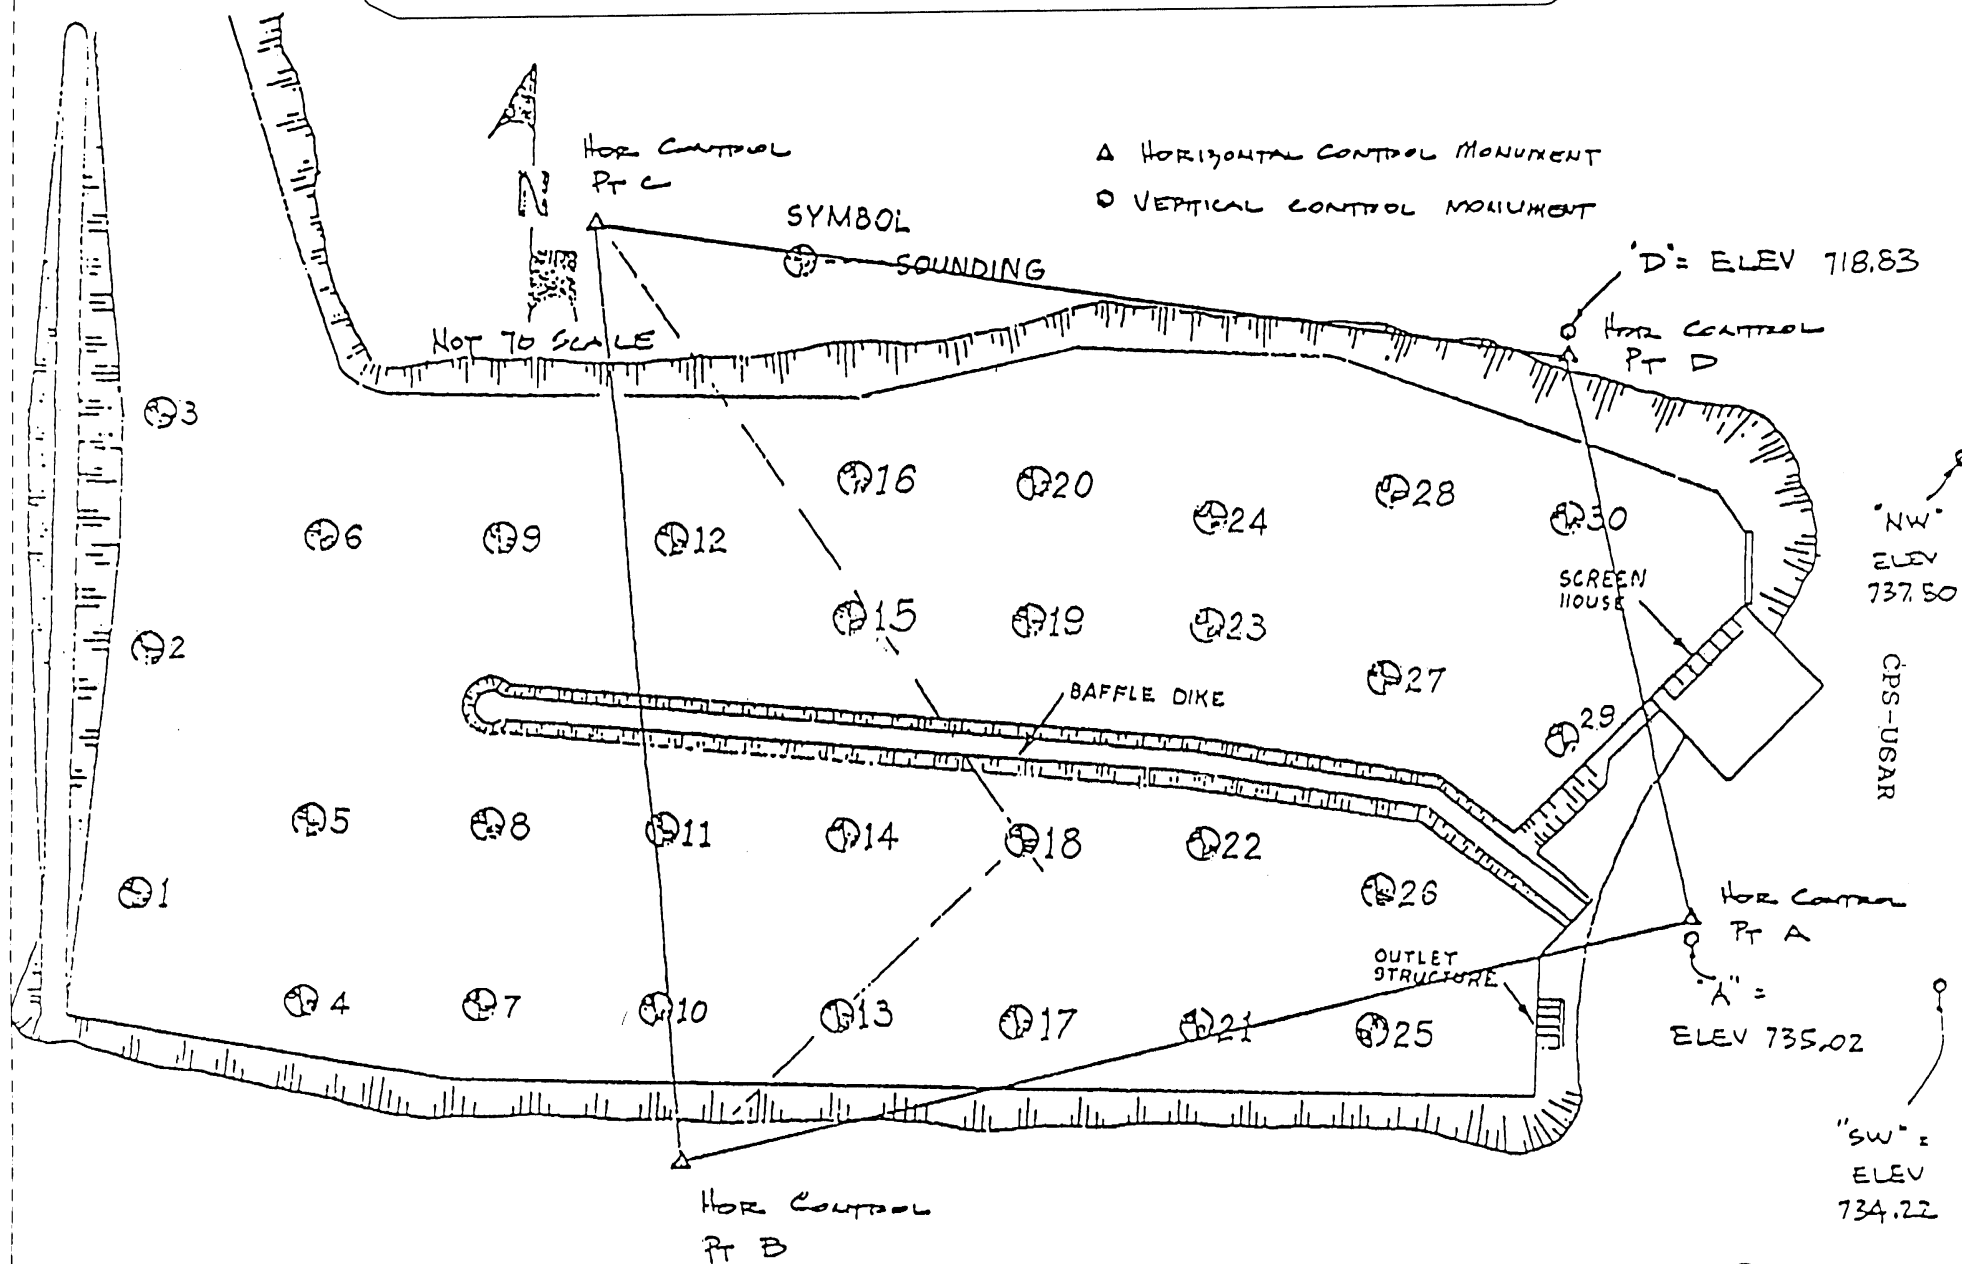 HOR CONTROL
PT C
N
NOT TO SCALE
SYMBOL
SOUNDING
△ HORIZONTAL CONTROL MONUMENT
○ VERTICAL CONTROL MONUMENT
"D"= ELEV 718.83
HOR CONTROL
PT D
3
16
20
28
24
30
6
9
12
"NW"
ELEV
737.50
SCREEN
HOUSE
15
19
23
2
27
BAFFLE DIKE
29
CPS-USAR
5
8
11
14
18
22
26
1
HOR CONTROL
PT A
OUTLET
STRUCTURE
"A" =
ELEV 735.02
4
7
10
13
17
21
25
"SW" =
ELEV
734.22
HOR CONTROL
PT B